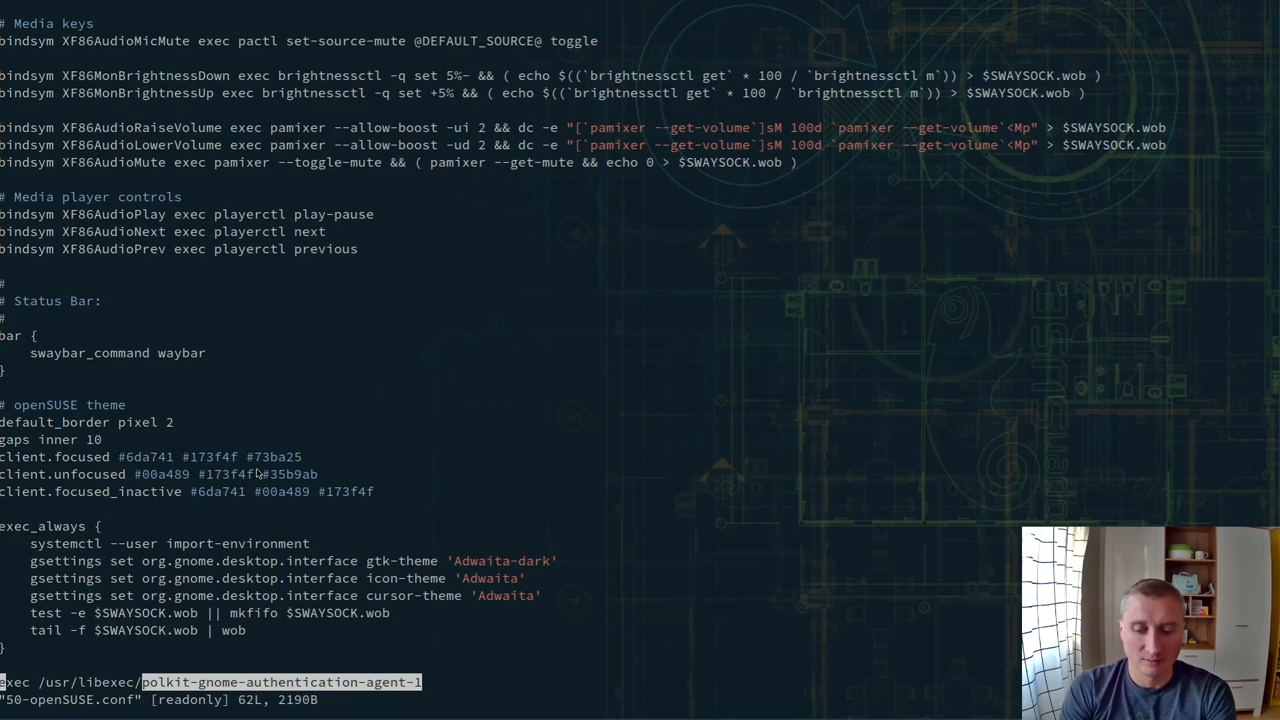 # Media keys
bindsym XF86AudioMicMute exec pactl set-source-mute @DEFAULT_SOURCE@ toggle
bindsym XF86MonBrightnessDown exec brightnessctl -q set 5%- && ( echo $((`brightnessctl get` * 100 / `brightnessctl m`)) > $SWAYSOCK.wob )
bindsym XF86MonBrightnessUp exec brightnessctl -q set +5% && ( echo $((`brightnessctl get` * 100 / `brightnessctl m`)) > $SWAYSOCK.wob )
bindsym XF86AudioRaiseVolume exec pamixer --allow-boost -ui 2 && dc -e "[`pamixer --get-volume`]sM 100d `pamixer --get-volume`<Mp" > $SWAYSOCK.wob
bindsym XF86AudioLowerVolume exec pamixer --allow-boost -ud 2 && dc -e "[`pamixer --get-volume`]sM 100d `pamixer --get-volume`<Mp" > $SWAYSOCK.wob
bindsym XF86AudioMute exec pamixer --toggle-mute && ( pamixer --get-mute && echo 0 > $SWAYSOCK.wob )
# Media player controls
bindsym XF86AudioPlay exec playerctl play-pause
bindsym XF86AudioNext exec playerctl next
bindsym XF86AudioPrev exec playerctl previous
#
# Status Bar:
#
bar {
    swaybar_command waybar
}
# openSUSE theme
default_border pixel 2
gaps inner 10
client.focused #6da741 #173f4f #73ba25
client.unfocused #00a489 #173f4f #35b9ab
client.focused_inactive #6da741 #00a489 #173f4f
exec_always {
    systemctl --user import-environment
    gsettings set org.gnome.desktop.interface gtk-theme 'Adwaita-dark'
    gsettings set org.gnome.desktop.interface icon-theme 'Adwaita'
    gsettings set org.gnome.desktop.interface cursor-theme 'Adwaita'
    test -e $SWAYSOCK.wob || mkfifo $SWAYSOCK.wob
    tail -f $SWAYSOCK.wob | wob
}
exec /usr/libexec/polkit-gnome-authentication-agent-1
"50-openSUSE.conf" [readonly] 62L, 2190B
openSUSE